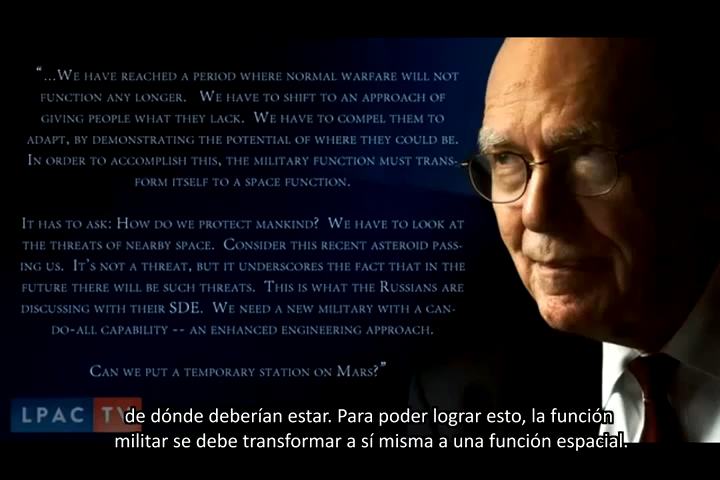 “...We have reached a period where normal warfare will not
function any longer. We have to shift to an approach of
giving people what they lack. We have to compel them to
adapt, by demonstrating the potential of where they could be.
In order to accomplish this, the military function must trans-
form itself to a space function.
It has to ask: How do we protect mankind? We have to look at
the threats of nearby space. Consider this recent asteroid pass-
ing us. It's not a threat, but it underscores the fact that in the
future there will be such threats. This is what the Russians are
discussing with their SDE. We need a new military with a can-
do-all capability -- an enhanced engineering approach.
Can we put a temporary station on Mars?”
LPAC TV
de dónde deberían estar. Para poder lograr esto, la función
militar se debe transformar a sí misma a una función espacial.